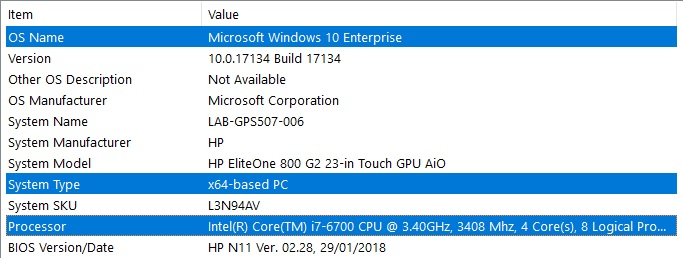 Item Value
OS Name Microsoft Windows 10 Enterprise
Version 10.0.17134 Build 17134
Other OS Description Not Available
OS Manufacturer Microsoft Corporation
System Name LAB-GPS507-006
System Manufacturer HP
System Model HP EliteOne 800 G2 23-in Touch GPU AiO
System Type x64-based PC
System SKU L3N94AV
Processor Intel(R) Core(TM) i7-6700 CPU @ 3.40GHz, 3408 Mhz, 4 Core(s), 8 Logical Pro...
BIOS Version/Date HP N11 Ver. 02.28, 29/01/2018